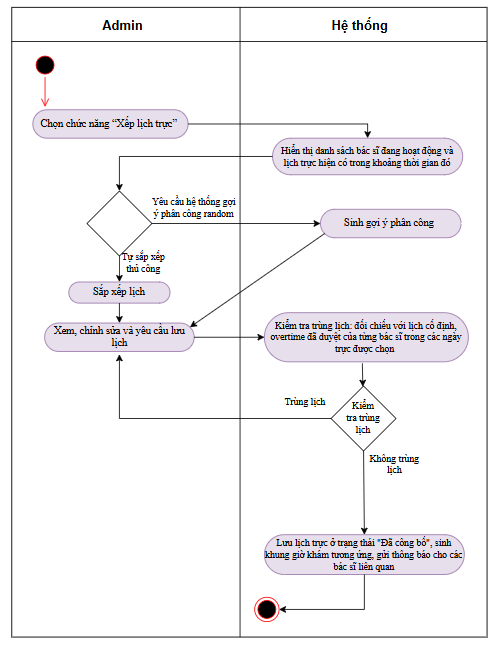 Admin
Hệ thống
Chọn chức năng “Xếp lịch trực”
Hiển thị danh sách bác sĩ đang hoạt động và
lịch trực hiện có trong khoảng thời gian đó
Yêu cầu hệ thống gợi
ý phân công random
Sinh gợi ý phân công
Tự sắp xếp
thủ công
Sắp xếp lịch
Xem, chỉnh sửa và yêu cầu lưu
lịch
Kiểm tra trùng lịch: đối chiếu với lịch cố định,
overtime đã duyệt của từng bác sĩ trong các ngày
trực được chọn
Trùng lịch
Kiểm
tra trùng
lịch
Không trùng
lịch
Lưu lịch trực ở trạng thái "Đã công bố", sinh
khung giờ khám tương ứng, gửi thông báo cho các
bác sĩ liên quan